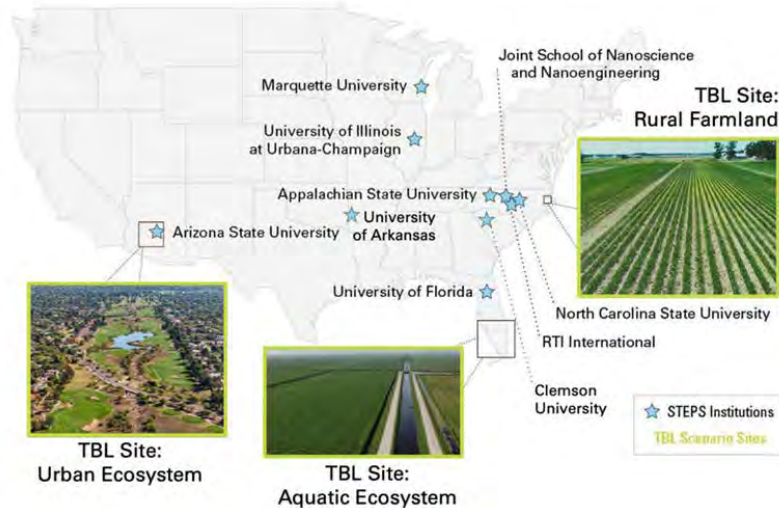 Joint School of Nanoscience
and Nanoengineering
Marquette University
TBL Site:
Rural Farmland
University of Illinois
at Urbana-Champaign
Appalachian State University
University
of Arkansas
Arizona State University
University of Florida
North Carolina State University
RTI International
Clemson
University
STEPS Institutions
TBL Scenario Sites
TBL Site:
Urban Ecosystem
TBL Site:
Aquatic Ecosystem